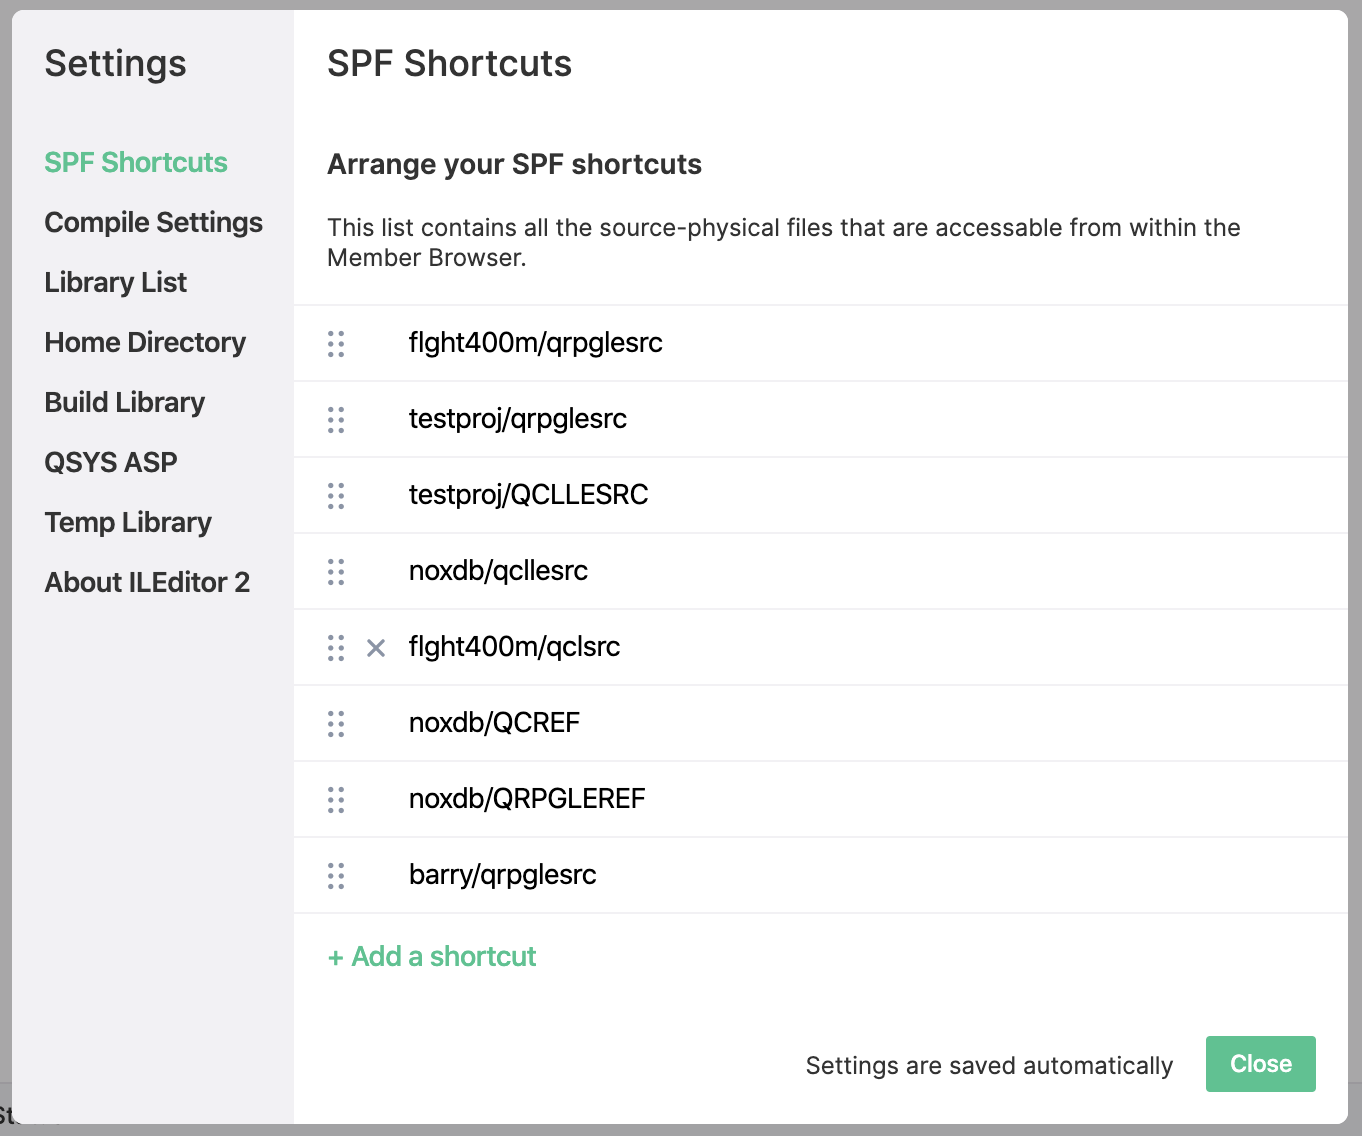 Settings
SPF Shortcuts
Compile Settings
Library List
Home Directory
Build Library
QSYS ASP
Temp Library
About ILEditor 2
SPF Shortcuts
Arrange your SPF shortcuts
This list contains all the source-physical files that are accessable from within the
Member Browser.
flght400m/qrpglesrc
testproj/qrpglesrc
testproj/QCLLESRC
noxdb/qcllesrc
flght400m/qclsrc
noxdb/QCREF
noxdb/QRPGLEREF
barry/qrpglesrc
+ Add a shortcut
Settings are saved automatically
Close